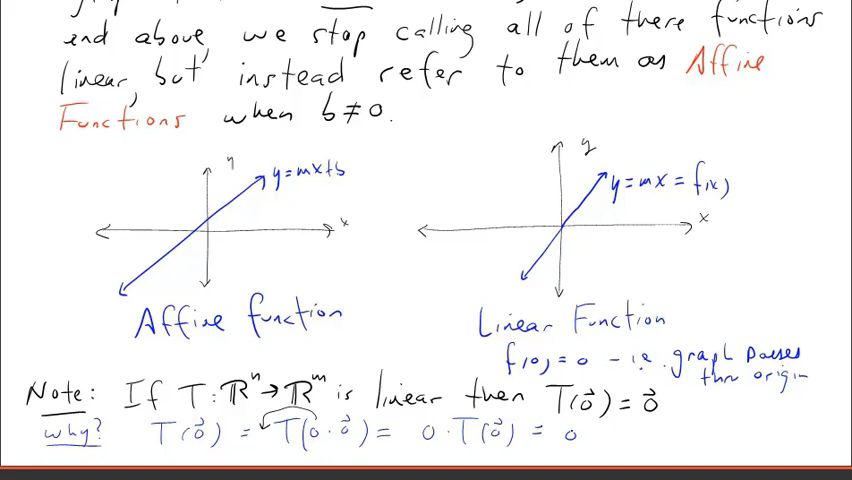 end above, we stop calling all of these functions
linear, but instead refer to them as Affine
Functions when b ≠ 0.
y
y = mx+b
x
Affine function
y
y = mx = f(x)
x
Linear Function
f(0) = 0 – i.e. graph passes
thru origin
Note: If T: ℝⁿ → ℝᵐ is linear then T(0⃗) = 0⃗
Why? T(0⃗) = T(0·0⃗) = 0·T(0⃗) = 0